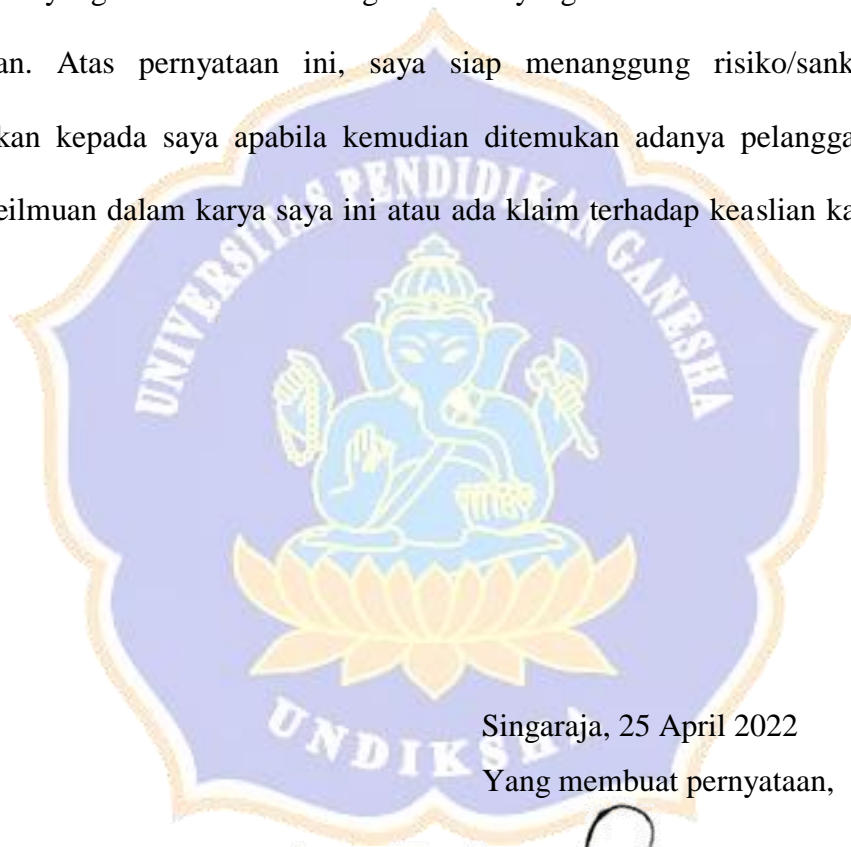 an. Atas pernyataan ini, saya siap menanggung risiko/sank
kan kepada saya apabila kemudian ditemukan adanya pelangga
eilmuan dalam karya saya ini atau ada klaim terhadap keaslian ka
UNIVERSITAS PENDIDIKAN GANESHA
UNDIKSHA
Singaraja, 25 April 2022
Yang membuat pernyataan,